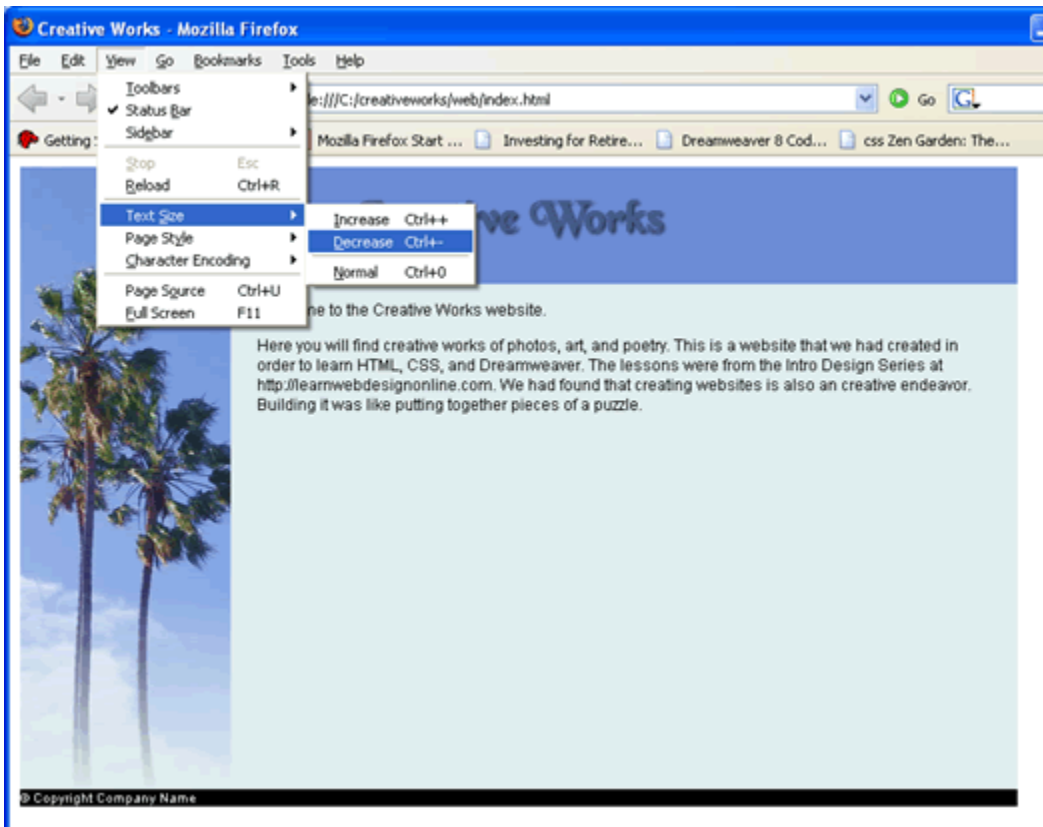 Creative Works - Mozilla Firefox
File Edit View Go Bookmarks Tools Help
Toolbars
Status Bar
Sidebar
Stop Esc
Reload Ctrl+R
Text Size
Page Style
Character Encoding
Page Source Ctrl+U
Full Screen F11
Increase Ctrl++
Decrease Ctrl+-
Normal Ctrl+0
:///C:/creativeworks/web/index.html
Go G
Getting Mozilla Firefox Start ... Investing for Retire... Dreamweaver 8 Cod... css Zen Garden: The...
Works
to the Creative Works website.
Here you will find creative works of photos, art, and poetry. This is a website that we had created in
order to learn HTML, CSS, and Dreamweaver. The lessons were from the Intro Design Series at
http://learnwebdesignonline.com. We had found that creating websites is also an creative endeavor.
Building it was like putting together pieces of a puzzle.
© Copyright Company Name